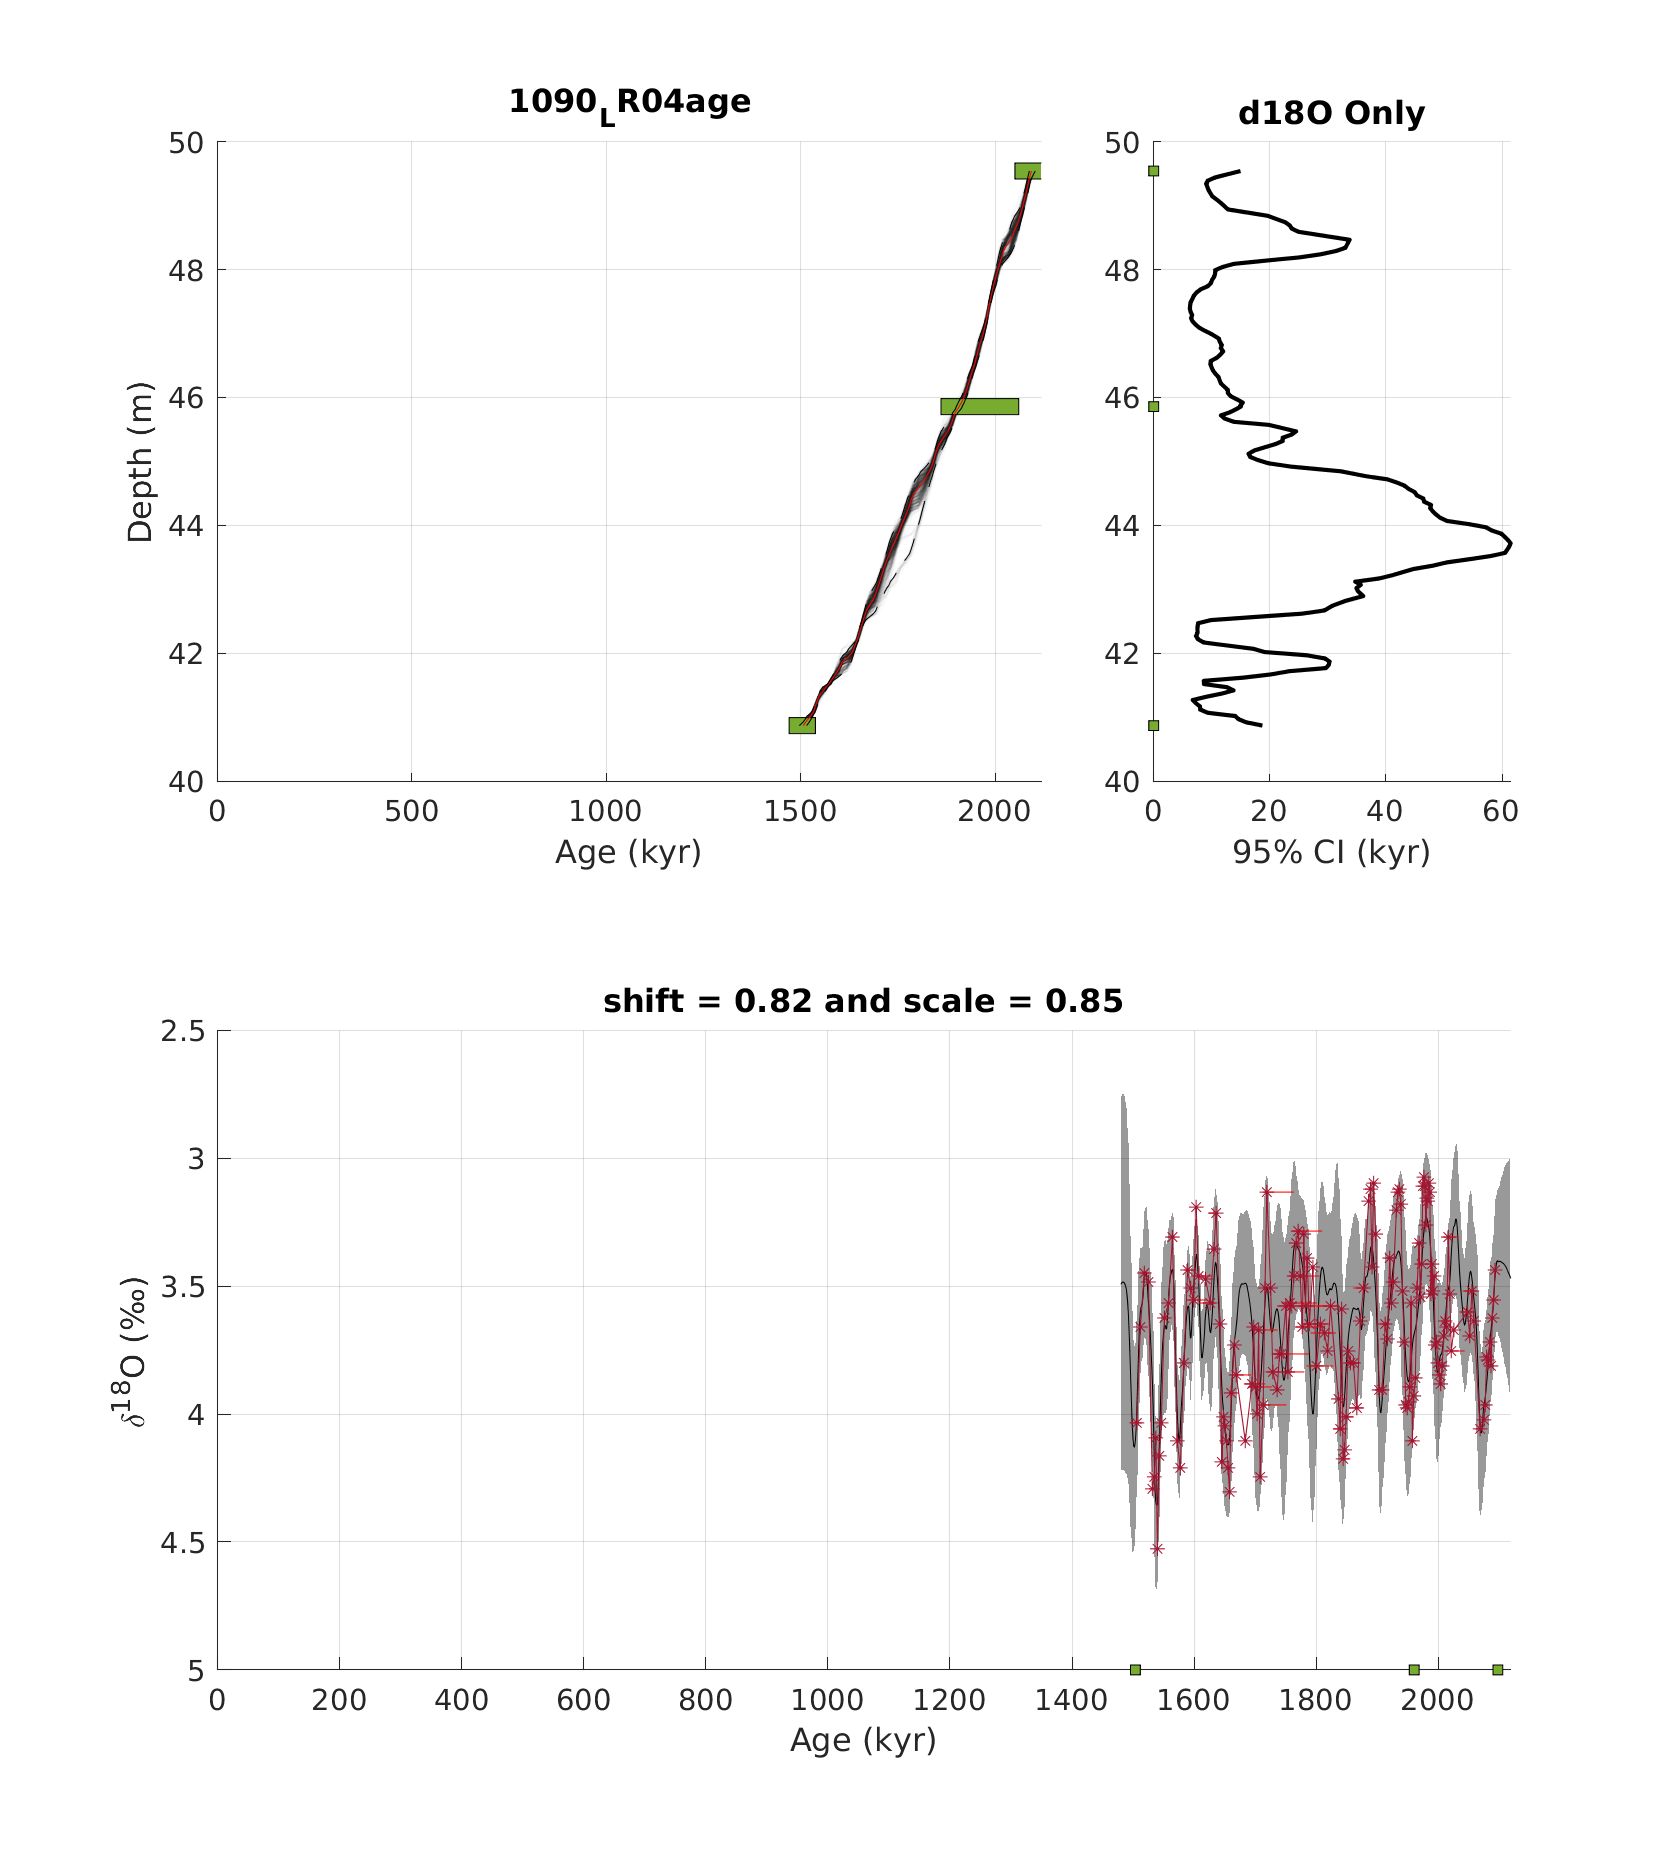 1090LR04age
d18O Only
50
48
46
44
42
40
Depth (m)
0 500 1000 1500 2000
Age (kyr)
50
48
46
44
42
40
0 20 40 60
95% CI (kyr)
shift = 0.82 and scale = 0.85
2.5
3
3.5
4
4.5
5
δ18O (‰)
0 200 400 600 800 1000 1200 1400 1600 1800 2000
Age (kyr)